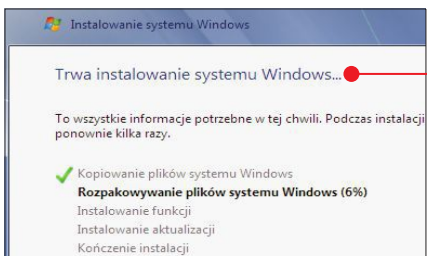 Instalowanie systemu Windows
Trwa instalowanie systemu Windows...
To wszystkie informacje potrzebne w tej chwili. Podczas instalacji
ponownie kilka razy.
Kopiowanie plików systemu Windows
Rozpakowywanie plików systemu Windows (6%)
Instalowanie funkcji
Instalowanie aktualizacji
Kończenie instalacji